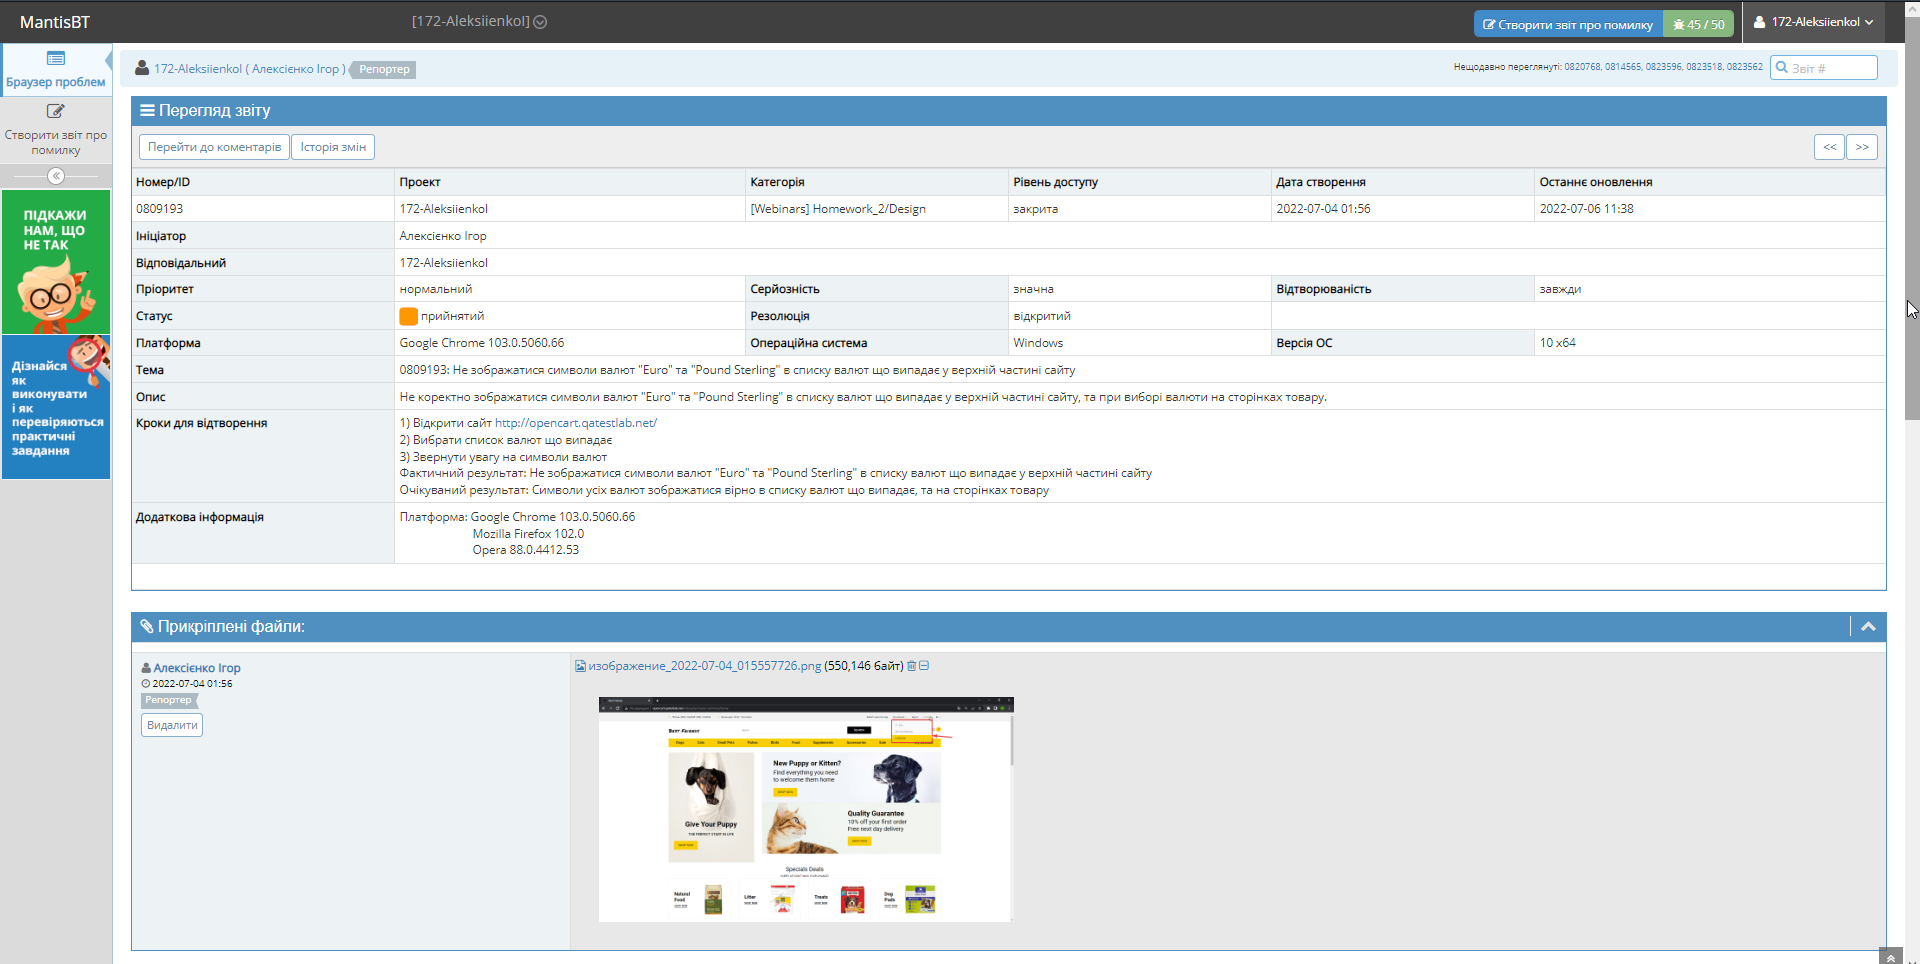 MantisBT
[172-Aleksiienkol]
Створити звіт про помилку
45 / 50
172-Aleksiienkol
Браузер проблем
Створити звіт про
помилку
ПІДКАЖИ
НАМ, ЩО
НЕ ТАК
Дізнайся
як
виконувати
і як
перевіряються
практичні
завдання
172-Aleksiienkol ( Алексієнко Ігор )
Репортер
Нещодавно переглянуті: 0820768, 0814565, 0823596, 0823518, 0823562
Звіт #
Перегляд звіту
Перейти до коментарів
Історія змін
<<
>>
Номер/ID Проект Категорія Рівень доступу Дата створення Останнє оновлення
0809193 172-Aleksiienkol [Webinars] Homework_2/Design закрита 2022-07-04 01:56 2022-07-06 11:38
Ініціатор Алексієнко Ігор
Відповідальний 172-Aleksiienkol
Пріоритет нормальний Серйозність значна Відтворюваність завжди
Статус прийнятий Резолюція відкритий
Платформа Google Chrome 103.0.5060.66 Операційна система Windows Версія ОС 10 x64
Тема 0809193: Не зображатися символи валют "Euro" та "Pound Sterling" в списку валют що випадає у верхній частині сайту
Опис Не коректно зображатися символи валют "Euro" та "Pound Sterling" в списку валют що випадає у верхній частині сайту, та при виборі валюти на сторінках товару.
Кроки для відтворення 1) Відкрити сайт http://opencart.qatestlab.net/
2) Вибрати список валют що випадає
3) Звернути увагу на символи валют
Фактичний результат: Не зображатися символи валют "Euro" та "Pound Sterling" в списку валют що випадає у верхній частині сайту
Очікуваний результат: Символи усіх валют зображатися вірно в списку валют що випадає, та на сторінках товару
Додаткова інформація Платформа: Google Chrome 103.0.5060.66
Mozilla Firefox 102.0
Opera 88.0.4412.53
Прикріплені файли:
Алексієнко Ігор
2022-07-04 01:56
Репортер
Видалити
изображение_2022-07-04_015557726.png (550,146 байт)
New Puppy or Kitten?
Find everything you need
to welcome them home
Give Your Puppy
Quality Guarantee
10% off your first order
Free next day delivery
Specials Deals
Natural
Food
Litter
Treats
Dog
Pads